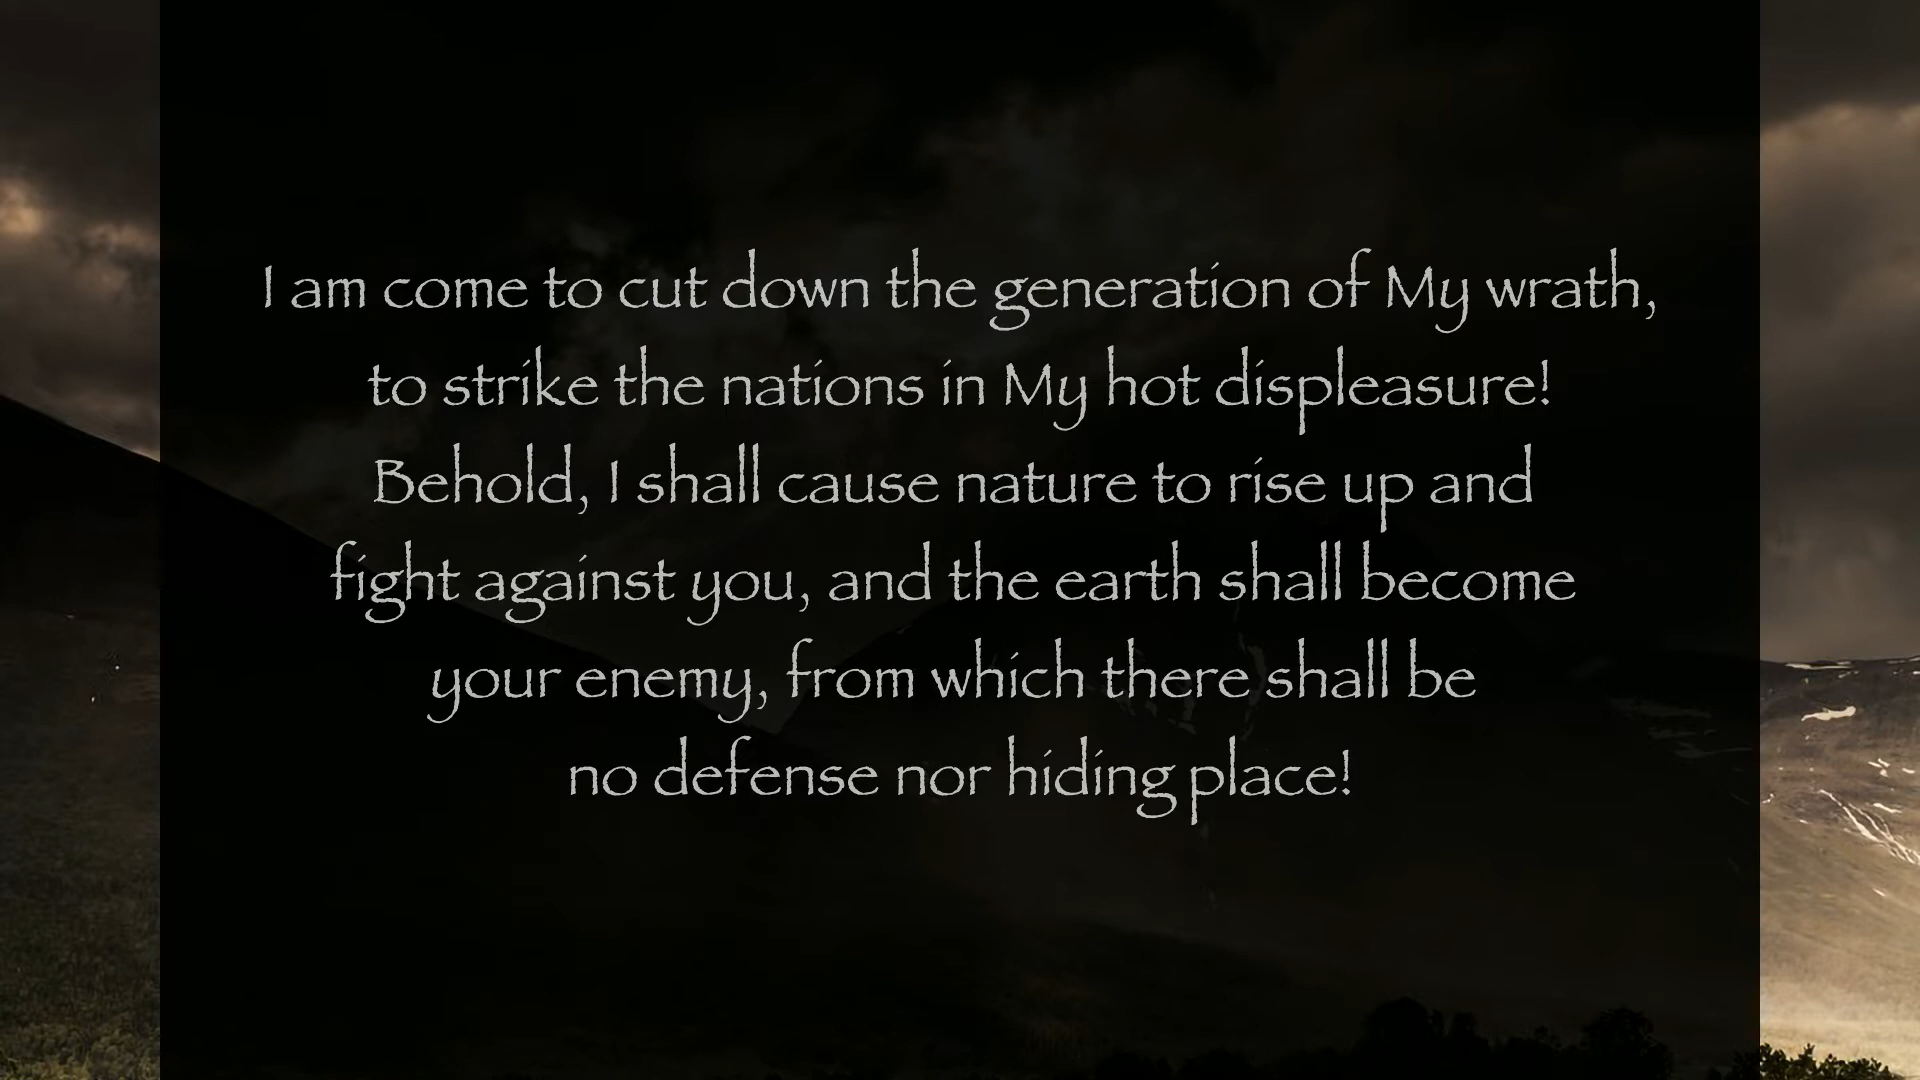 I am come to cut down the generation of My wrath,
to strike the nations in My hot displeasure!
Behold, I shall cause nature to rise up and
fight against you, and the earth shall become
your enemy, from which there shall be
no defense nor hiding place!